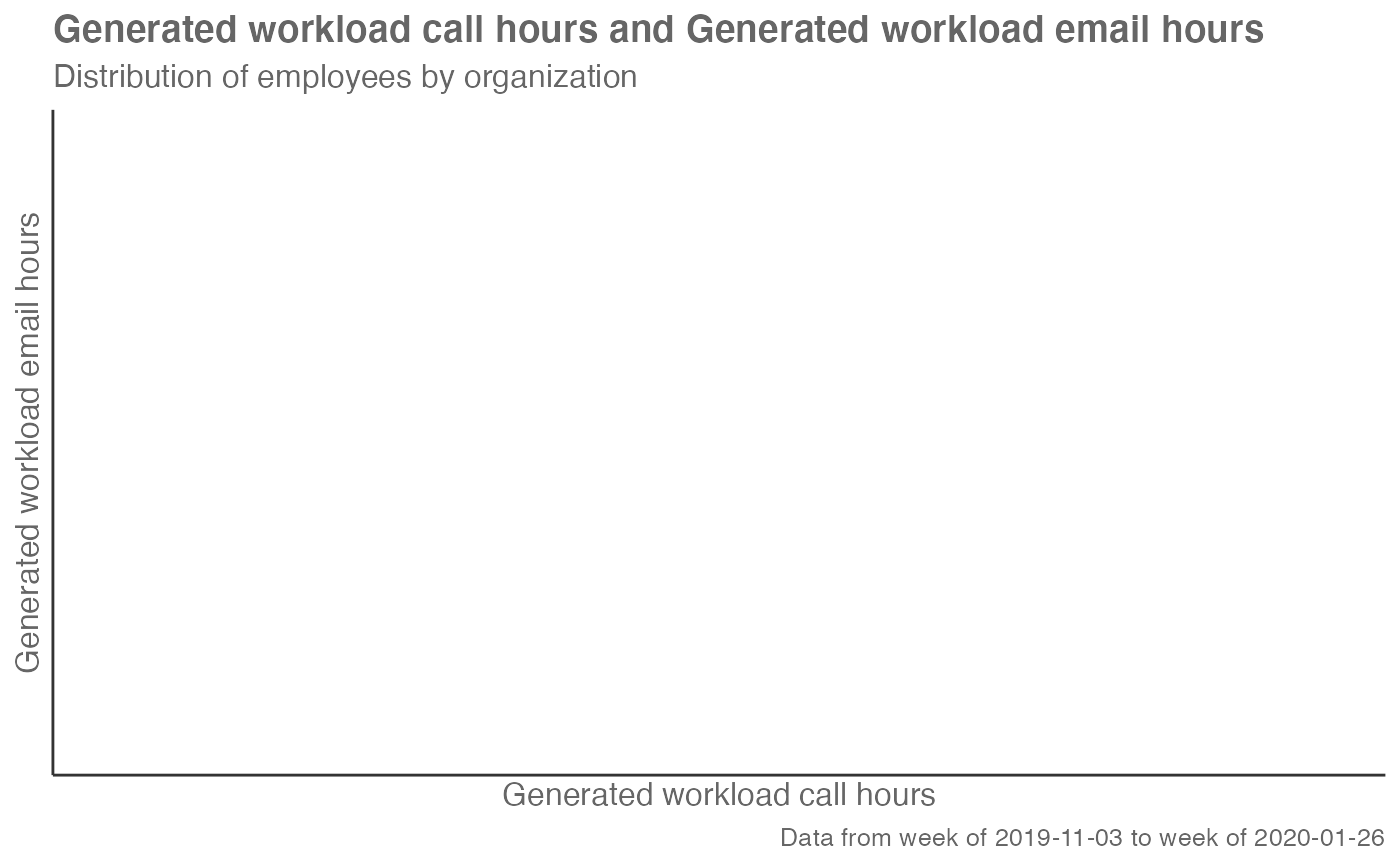 Generated workload call hours and Generated workload email hours
Distribution of employees by organization
Generated workload email hours
Generated workload call hours
Data from week of 2019-11-03 to week of 2020-01-26